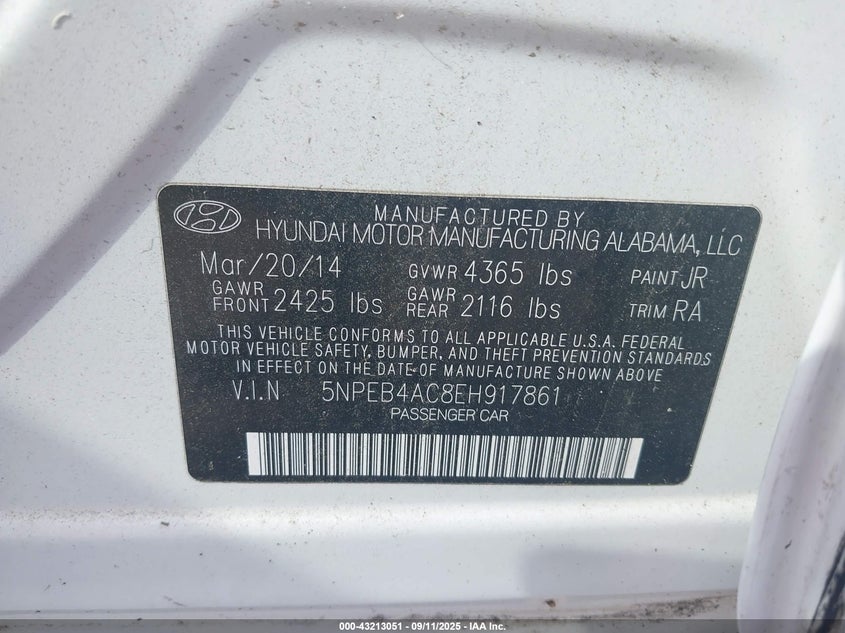 MANUFACTURED BY
HYUNDAI MOTOR MANUFACTURING ALABAMA, LLC
Mar/20/14 GVWR 4365 lbs PAINT JR
GAWR FRONT 2425 lbs GAWR REAR 2116 lbs TRIM RA
THIS VEHICLE CONFORMS TO ALL APPLICABLE U.S.A. FEDERAL
MOTOR VEHICLE SAFETY, BUMPER, AND THEFT PREVENTION STANDARDS
IN EFFECT ON THE DATE OF MANUFACTURE SHOWN ABOVE
V.I.N 5NPEB4AC8EH917861
PASSENGER CAR
000-43213051 - 09/11/2025 - IAA Inc.